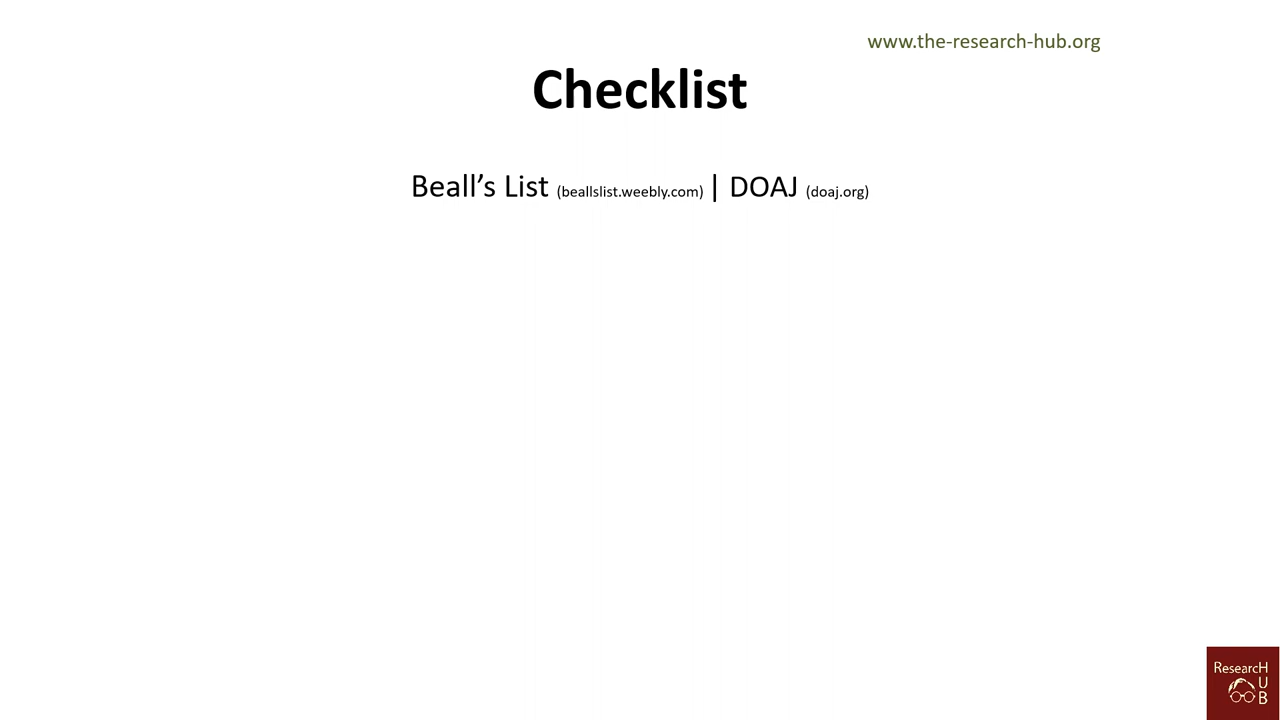 www.the-research-hub.org
Checklist
Beall’s List (beallslist.weebly.com) | DOAJ (doaj.org)
ResearcH
U
B